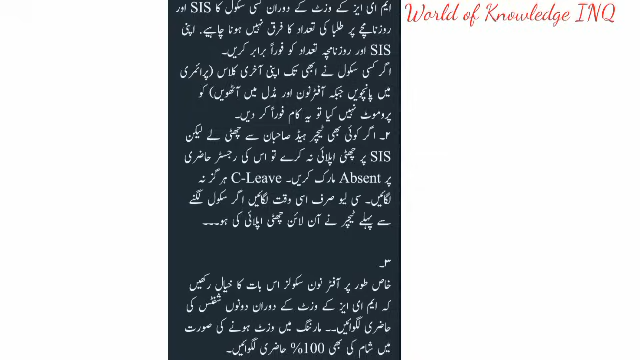 World of Knowledge INQ
ایم ای ایز کے وزٹ کے دوران کسی سکول کا SIS اور
روزنامچے پر طلبا کی تعداد کا فرق نہیں ہونا چاہیے۔ اپنی
SIS اور روزنامچہ تعداد کو فوراً برابر کریں۔
اگر کسی سکول نے ابھی تک اپنی آخری کلاس (پرائمری
میں پانچویں جبکہ آفٹرنون اور مڈل میں آٹھویں) کو
پروموٹ نہیں کیا تو یہ کام فوراً کر دیں۔
۲۔ اگر کوئی بھی ٹیچر ہیڈ صاحبان سے چھٹی لے لیکن
SIS پر چھٹی اپلائی نہ کرے تو اس کی رجسٹر حاضری
پر Absent مارک کریں۔ C-Leave ہرگز نہ
لگائیں۔ سی لیو صرف اسی وقت لگائیں اگر سکول لگنے
سے پہلے ٹیچر نے آن لائن چھٹی اپلائی کی ہو۔۔۔
۳۔
خاص طور پر آفٹر نون سکولز اس بات کا خیال رکھیں
کہ ایم ای ایز کے وزٹ کے دوران دونوں شفٹس کی
حاضری لگوائیں۔۔ مارننگ میں وزٹ ہونے کی صورت
میں شام کی بھی 100% حاضری لگوائیں۔